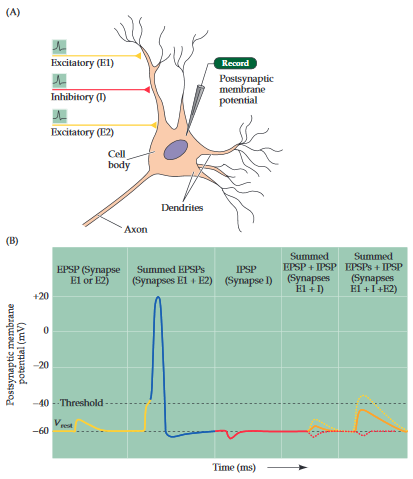 (A)
Excitatory (E1)
Inhibitory (I)
Excitatory (E2)
Record
Postsynaptic
membrane
potential
Cell
body
Dendrites
Axon
(B)
EPSP (Synapse
E1 or E2)
Summed EPSPs
(Synapses E1 + E2)
IPSP
(Synapse I)
Summed
EPSP + IPSP
(Synapses
E1 + I)
Summed
EPSPs + IPSP
(Synapses
E1 + I +E2)
Postsynaptic membrane
potential (mV)
+20
0
−20
−40
−60
Threshold
Vrest
Time (ms)